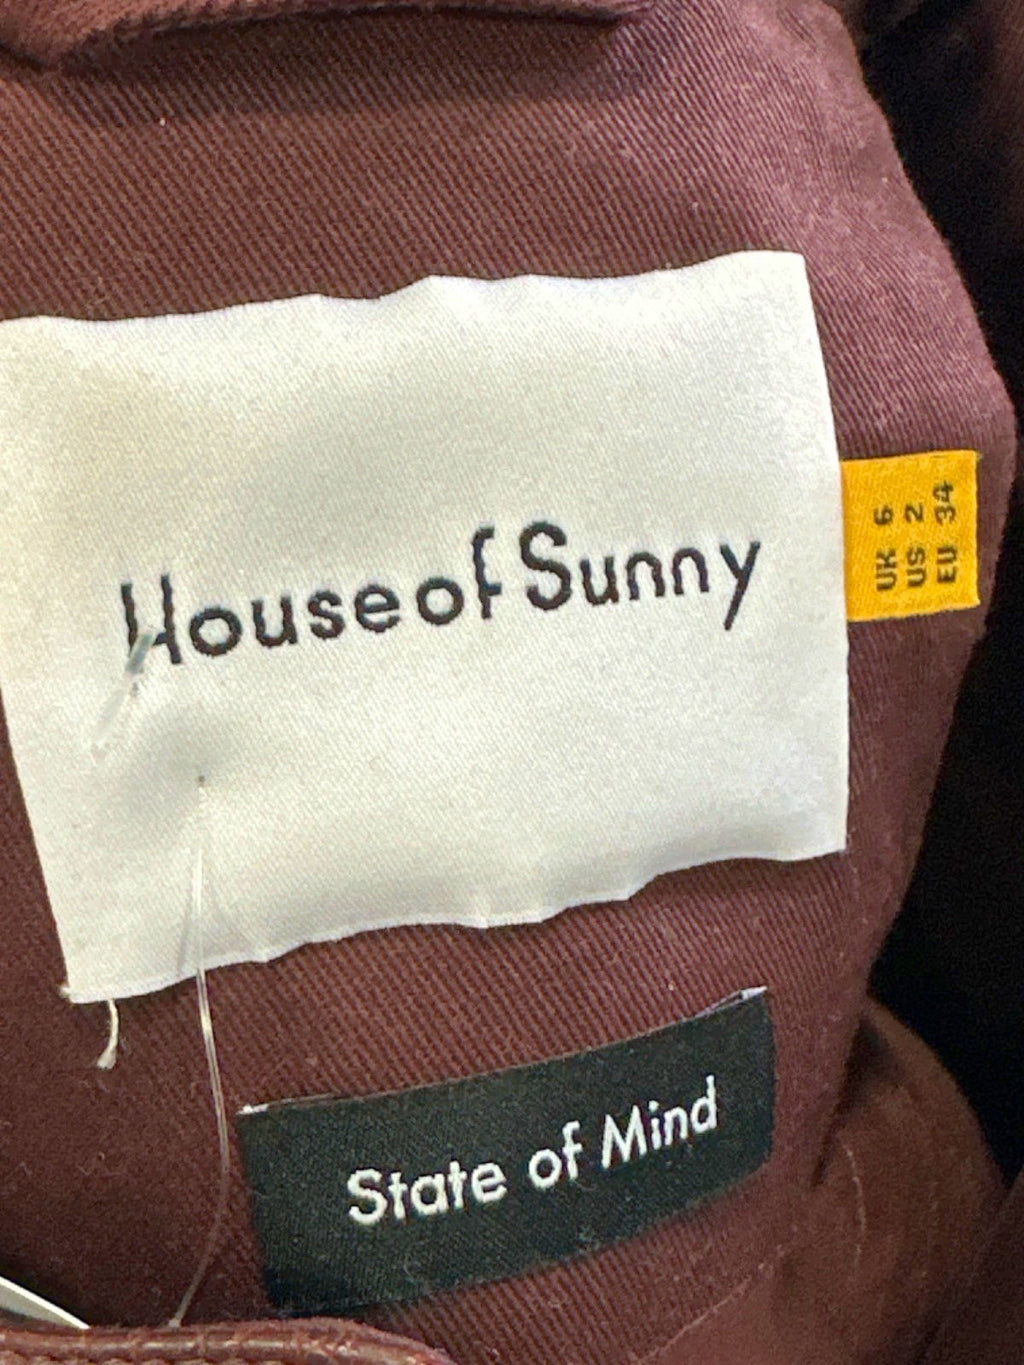 House of Sunny
UK 6
US 2
EU 34
State of Mind